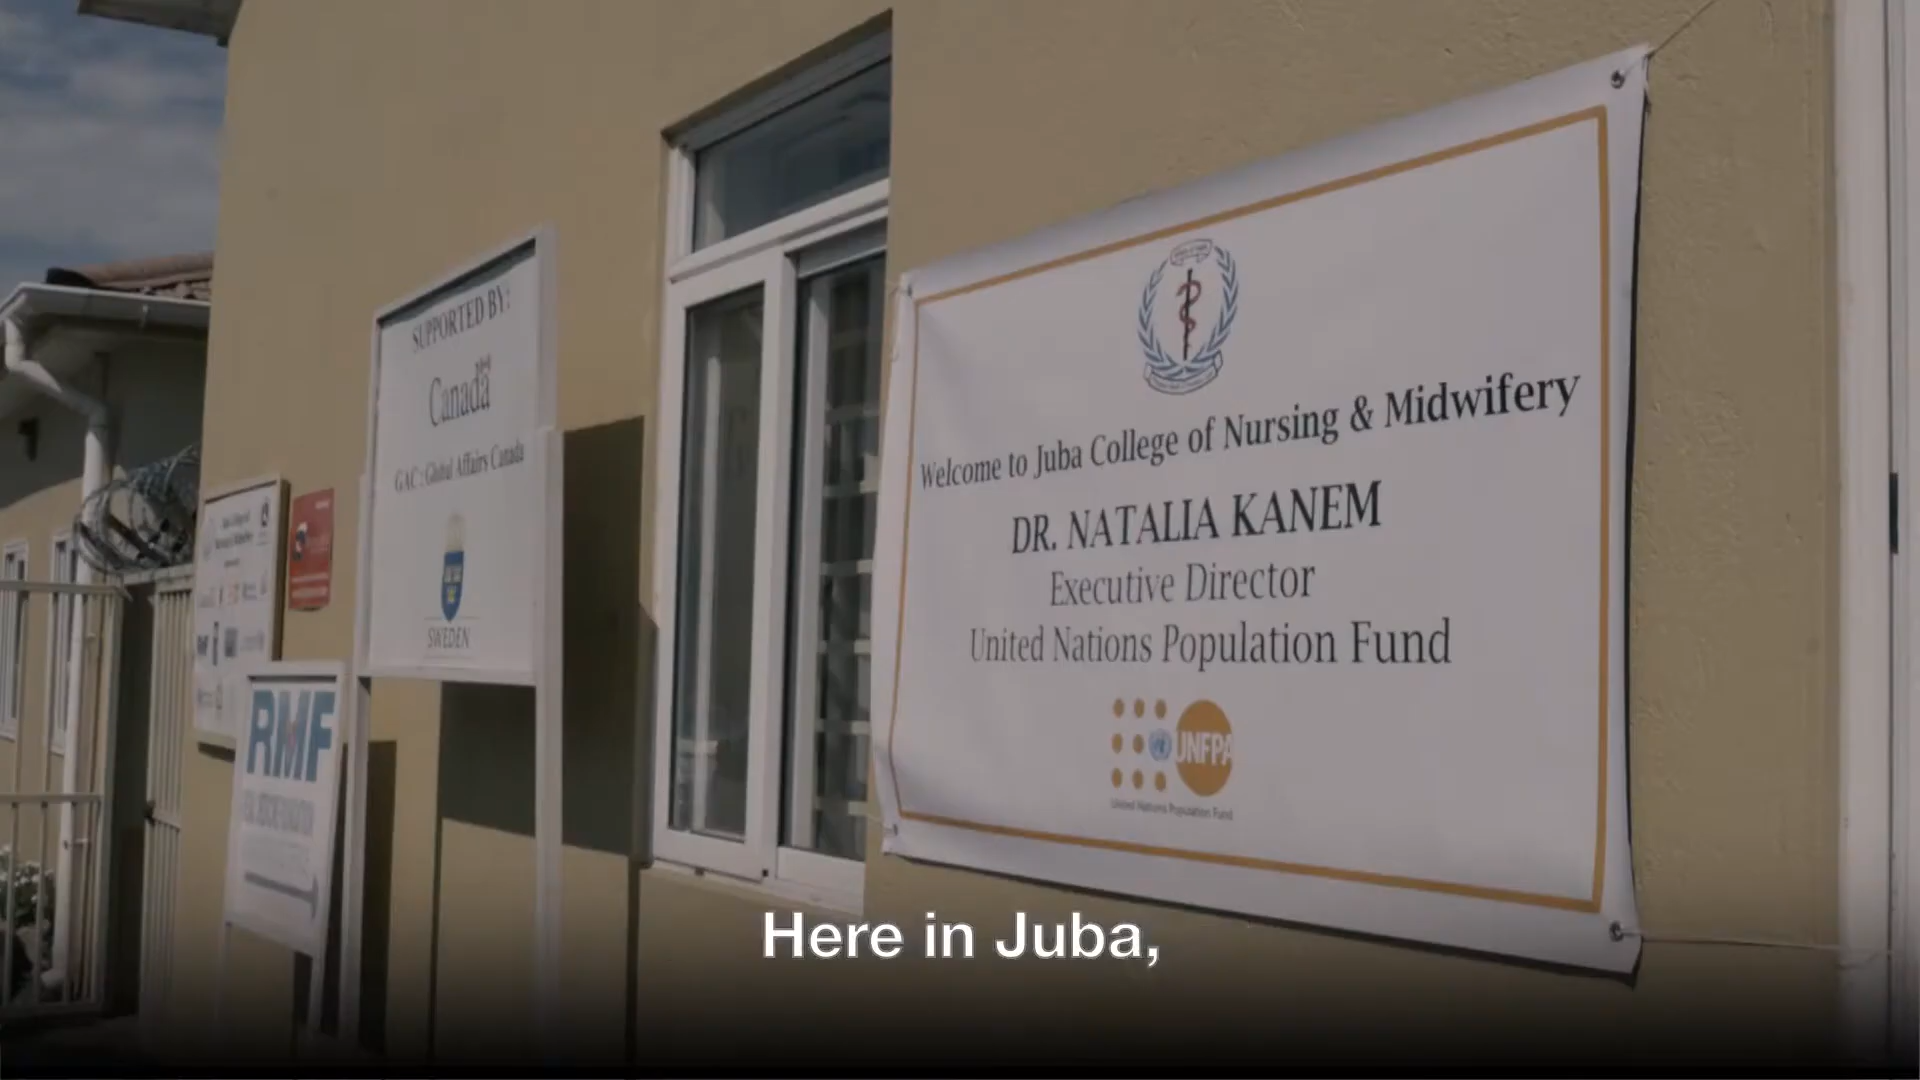 SUPPORTED BY:
Canada
GAC : Global Affairs Canada
SWEDEN
RMF
Welcome to Juba College of Nursing & Midwifery
DR. NATALIA KANEM
Executive Director
United Nations Population Fund
UNFPA
United Nations Population Fund
Here in Juba,